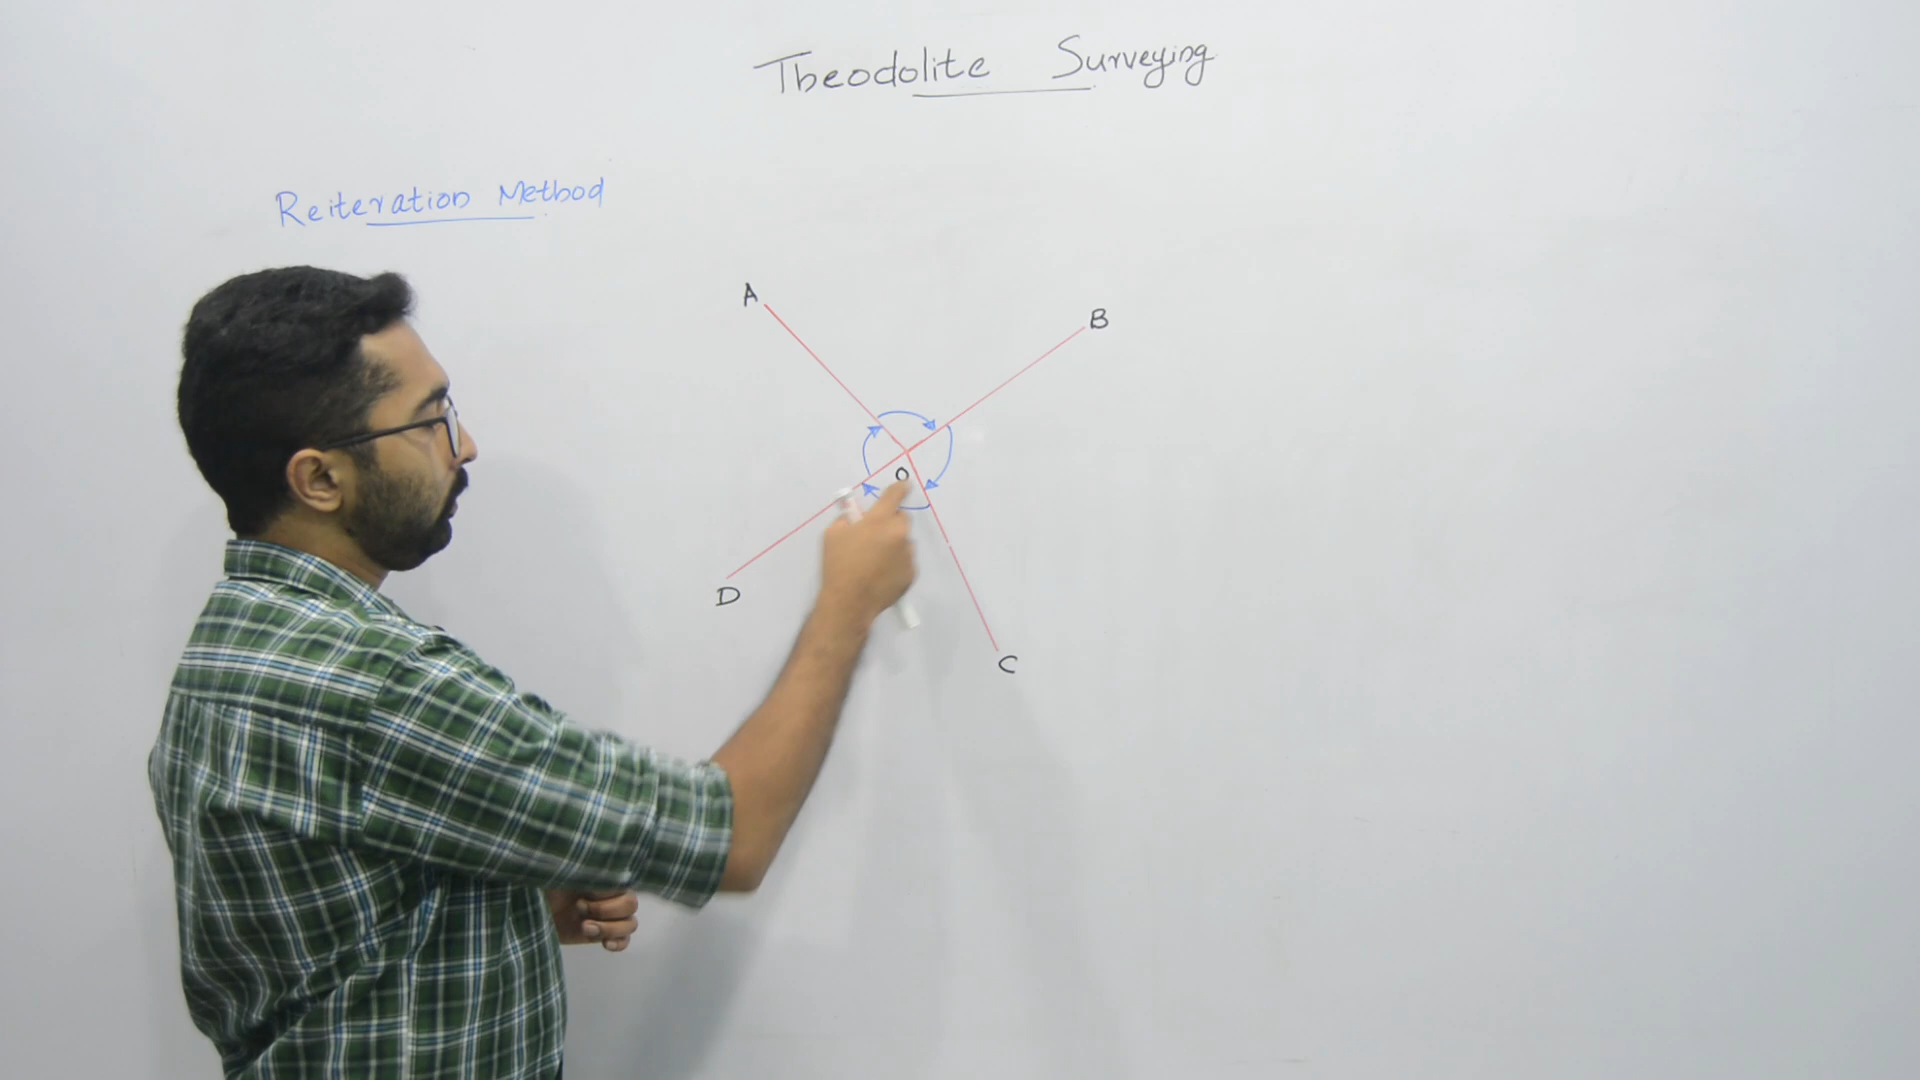 Theodolite Surveying
Reiteration Method
A
B
O
D
C